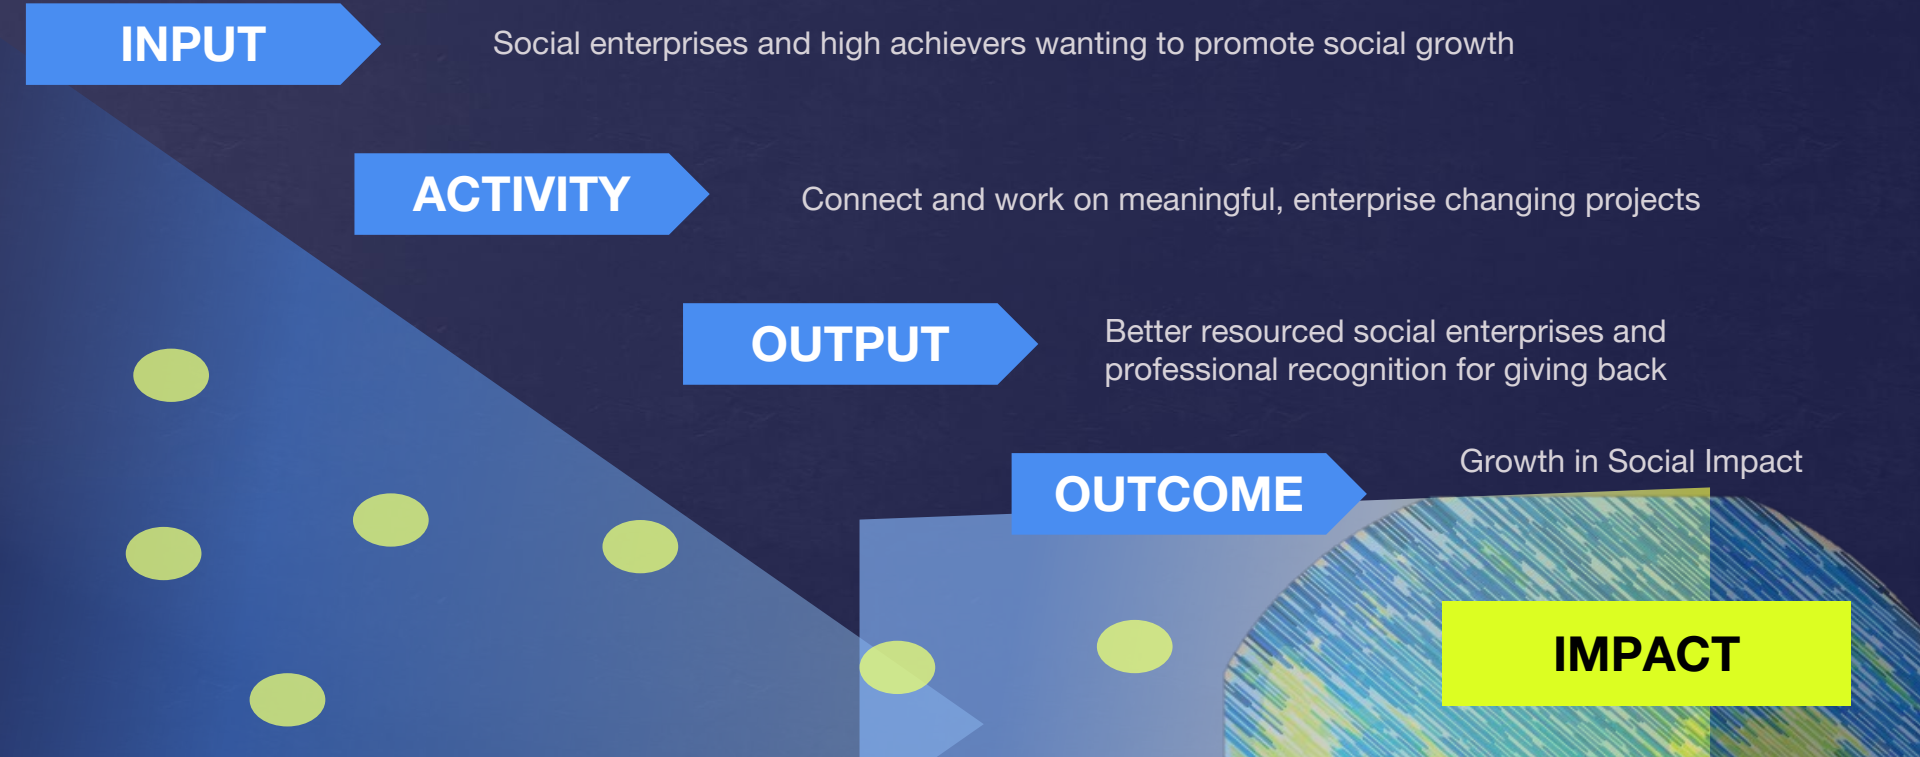 INPUT
Social enterprises and high achievers wanting to promote social growth
ACTIVITY
Connect and work on meaningful, enterprise changing projects
OUTPUT
Better resourced social enterprises and
professional recognition for giving back
OUTCOME
Growth in Social Impact
IMPACT